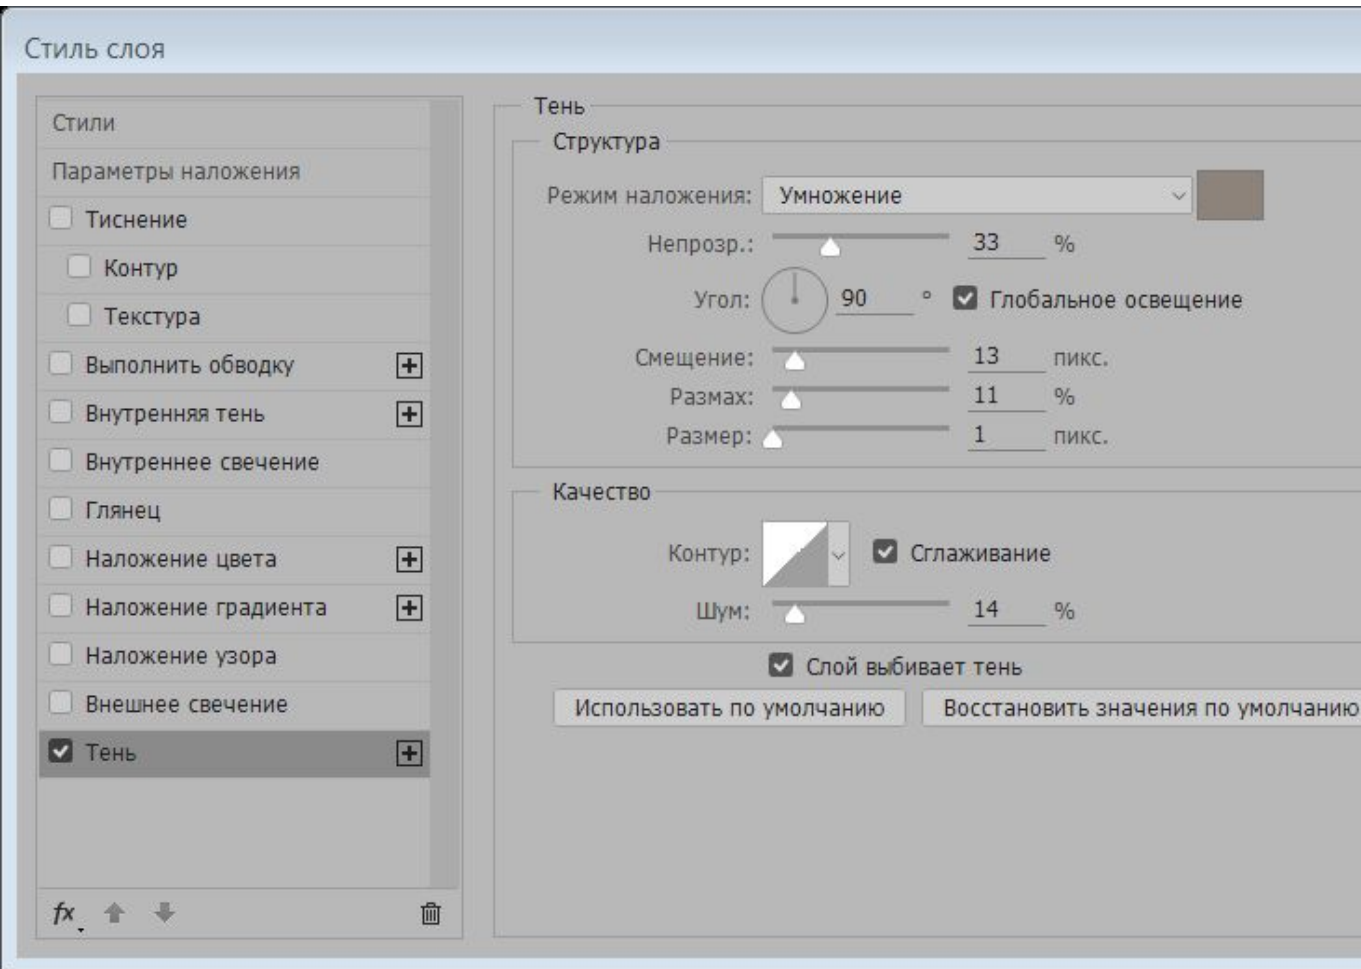 Стиль слоя
Стили
Параметры наложения
Тиснение
Контур
Текстура
Выполнить обводку
Внутренняя тень
Внутреннее свечение
Глянец
Наложение цвета
Наложение градиента
Наложение узора
Внешнее свечение
Тень
fx
Тень
Структура
Режим наложения: Умножение
Непрозр.: 33 %
Угол: 90 ° Глобальное освещение
Смещение: 13 пикс.
Размах: 11 %
Размер: 1 пикс.
Качество
Контур: Сглаживание
Шум: 14 %
Слой выбивает тень
Использовать по умолчанию Восстановить значения по умолчанию